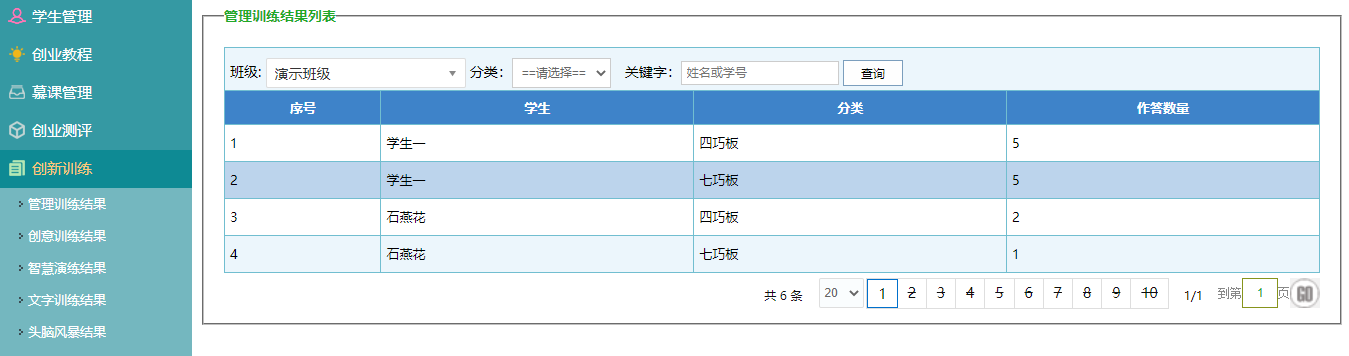 学生管理
创业教程
慕课管理
创业测评
创新训练
管理训练结果
创意训练结果
智慧演练结果
文字训练结果
头脑风暴结果
管理训练结果列表
班级: 演示班级 分类： ==请选择== 关键字： 姓名或学号 查询
序号 学生 分类 作答数量
1 学生一 四巧板 5
2 学生一 七巧板 5
3 石燕花 四巧板 2
4 石燕花 七巧板 1
共 6 条 20 1 2 3 4 5 6 7 8 9 10 1/1 到第 1 页 GO